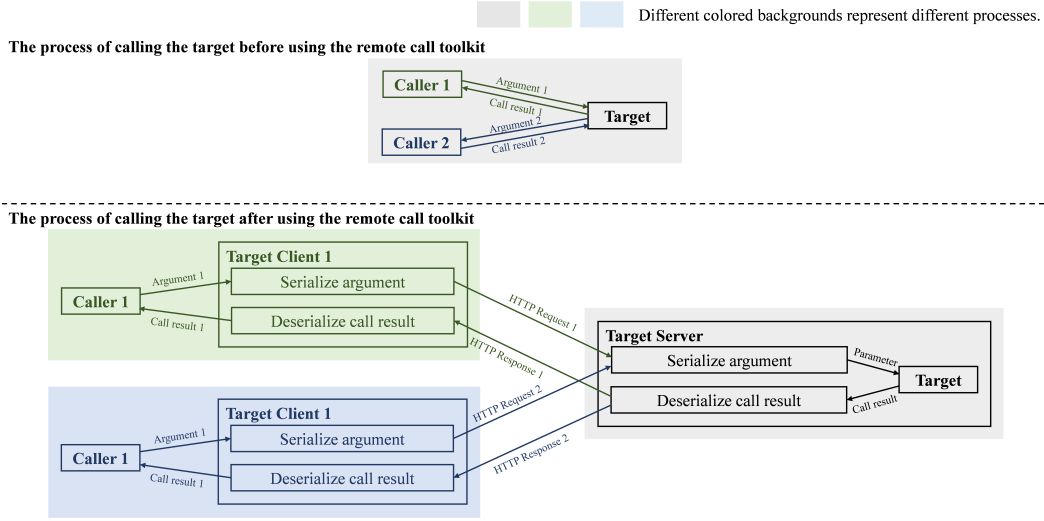 Different colored backgrounds represent different processes.
The process of calling the target before using the remote call toolkit
Caller 1
Argument 1
Call result 1
Target
Argument 2
Caller 2
Call result 2
The process of calling the target after using the remote call toolkit
Target Client 1
Argument 1
Serialize argument
Caller 1
HTTP Request 1
Call result 1
Deserialize call result
Target Server
HTTP Response 1
Serialize argument
Parameter
Target
Deserialize call result
Call result
Target Client 1
HTTP Request 2
Argument 1
Serialize argument
Caller 1
HTTP Response 2
Call result 1
Deserialize call result